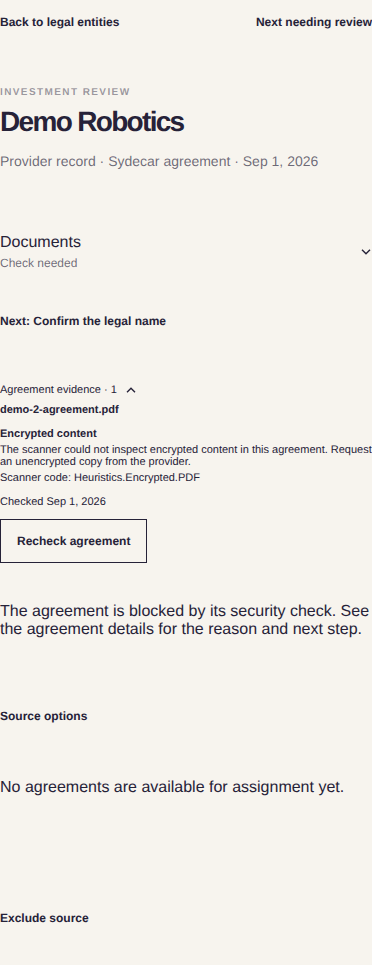 Back to legal entities
Next needing review
INVESTMENT REVIEW
Demo Robotics
Provider record · Sydecar agreement · Sep 1, 2026
Documents
Check needed
Next: Confirm the legal name
Agreement evidence · 1
demo-2-agreement.pdf
Encrypted content
The scanner could not inspect encrypted content in this agreement. Request
an unencrypted copy from the provider.
Scanner code: Heuristics.Encrypted.PDF
Checked Sep 1, 2026
Recheck agreement
The agreement is blocked by its security check. See
the agreement details for the reason and next step.
Source options
No agreements are available for assignment yet.
Exclude source